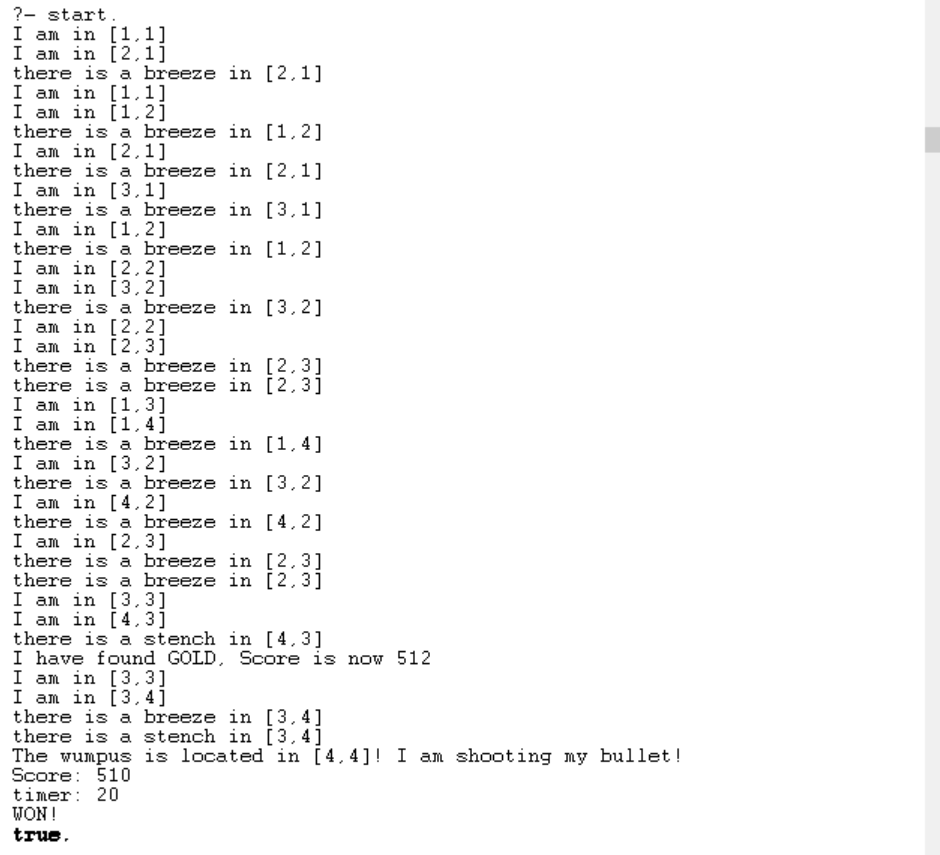 ?- start.
I am in [1,1]
I am in [2,1]
there is a breeze in [2,1]
I am in [1,1]
I am in [1,2]
there is a breeze in [1,2]
I am in [2,1]
there is a breeze in [2,1]
I am in [3,1]
there is a breeze in [3,1]
I am in [1,2]
there is a breeze in [1,2]
I am in [2,2]
I am in [3,2]
there is a breeze in [3,2]
I am in [2,2]
I am in [2,3]
there is a breeze in [2,3]
there is a breeze in [2,3]
I am in [1,3]
I am in [1,4]
there is a breeze in [1,4]
I am in [3,2]
there is a breeze in [3,2]
I am in [4,2]
there is a breeze in [4,2]
I am in [2,3]
there is a breeze in [2,3]
there is a breeze in [2,3]
I am in [3,3]
I am in [4,3]
there is a stench in [4,3]
I have found GOLD, Score is now 512
I am in [3,3]
I am in [3,4]
there is a breeze in [3,4]
there is a stench in [3,4]
The wumpus is located in [4,4]! I am shooting my bullet!
Score: 510
timer: 20
WON!
true.